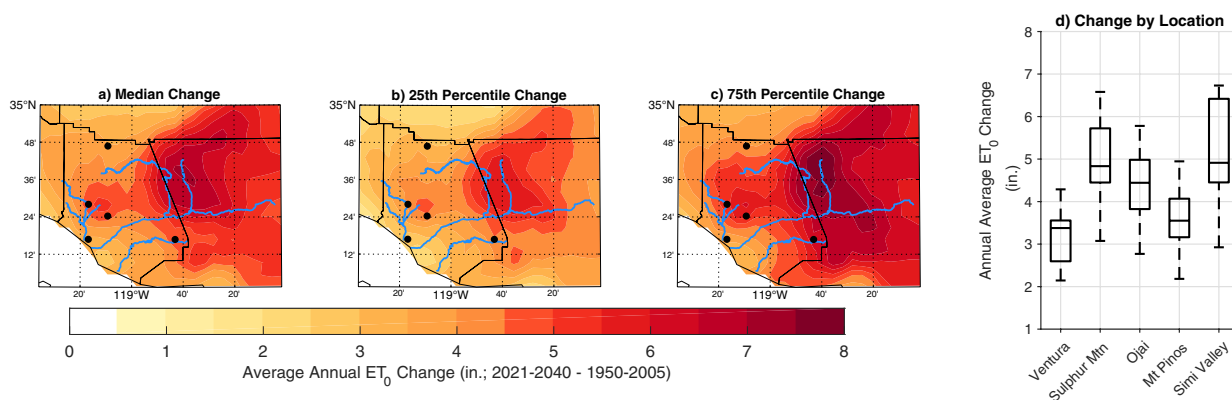 a) Median Change
35°N
48'
36'
24'
12'
20'
119°W
40'
20'
b) 25th Percentile Change
35°N
48'
36'
24'
12'
20'
119°W
40'
20'
c) 75th Percentile Change
35°N
48'
36'
24'
12'
20'
119°W
40'
20'
0 1 2 3 4 5 6 7 8
Average Annual ET₀ Change (in.; 2021-2040 - 1950-2005)
d) Change by Location
Annual Average ET₀ Change
(in.)
8
7
6
5
4
3
2
1
Ventura
Sulphur Mtn
Ojai
Mt Pinos
Simi Valley